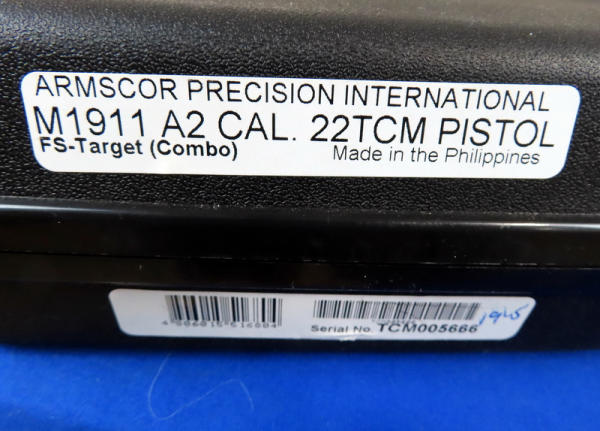 ARMSCOR PRECISION INTERNATIONAL
M1911 A2 CAL. 22TCM PISTOL
FS-Target (Combo)
Made in the Philippines
Serial No. TCM005666